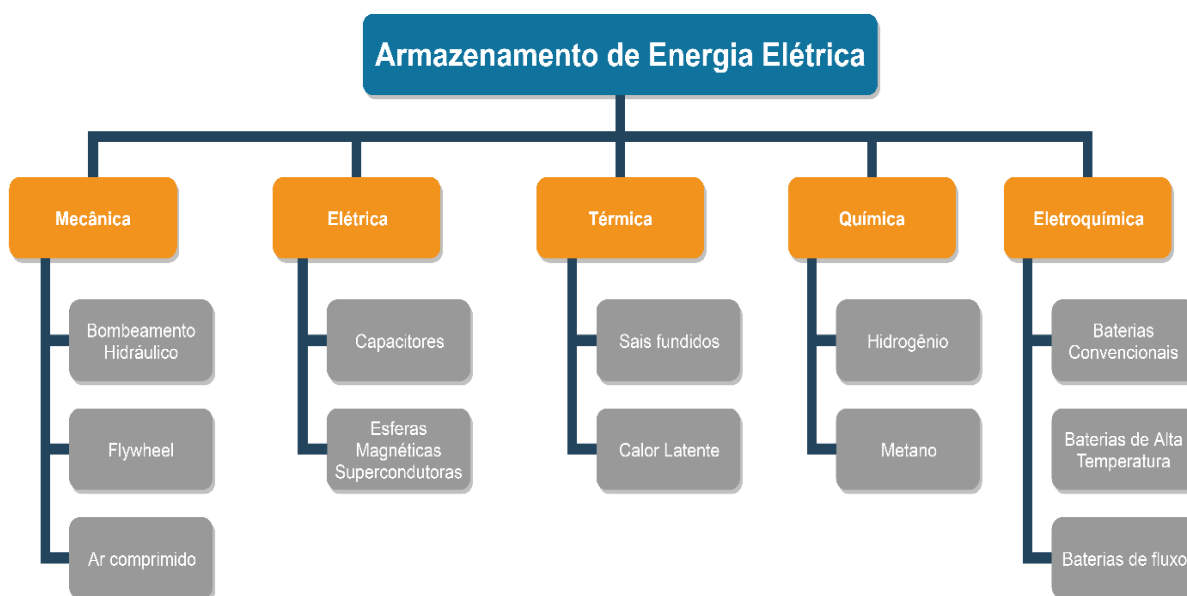 Armazenamento de Energia Elétrica
Mecânica
Elétrica
Térmica
Química
Eletroquímica
Bombeamento
Hidráulico
Flywheel
Ar comprimido
Capacitores
Esferas
Magnéticas
Supercondutoras
Sais fundidos
Calor Latente
Hidrogênio
Metano
Baterias
Convencionais
Baterias de Alta
Temperatura
Baterias de fluxo